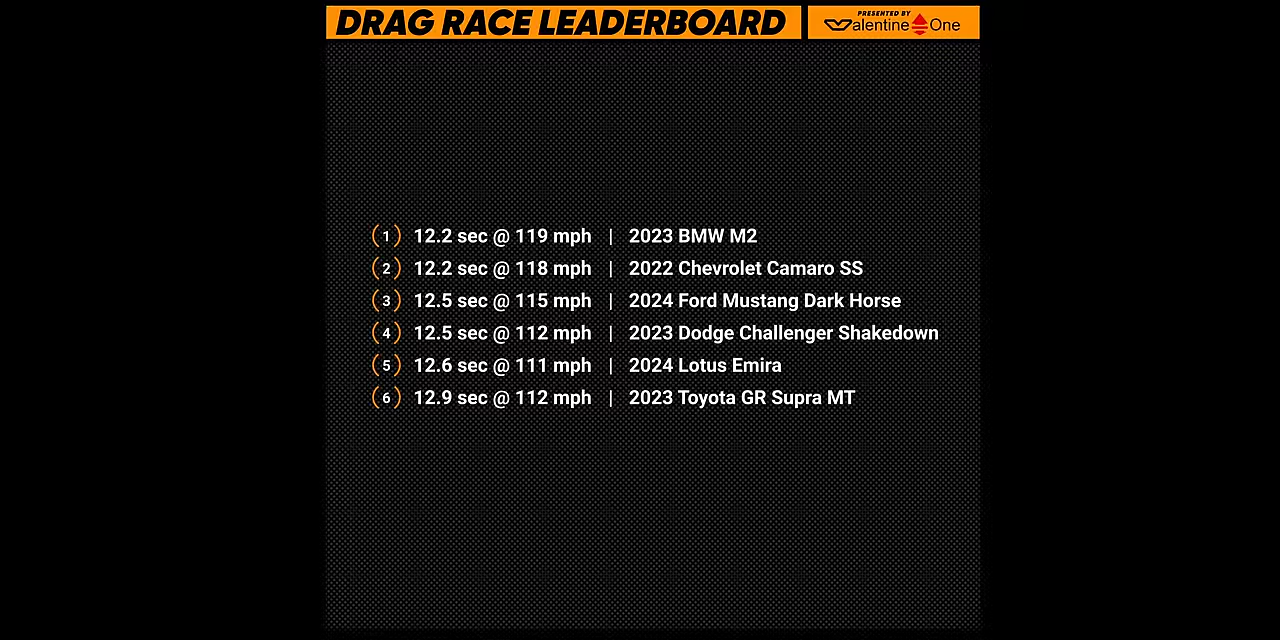 DRAG RACE LEADERBOARD
PRESENTED BY
Valentine One
1 12.2 sec @ 119 mph | 2023 BMW M2
2 12.2 sec @ 118 mph | 2022 Chevrolet Camaro SS
3 12.5 sec @ 115 mph | 2024 Ford Mustang Dark Horse
4 12.5 sec @ 112 mph | 2023 Dodge Challenger Shakedown
5 12.6 sec @ 111 mph | 2024 Lotus Emira
6 12.9 sec @ 112 mph | 2023 Toyota GR Supra MT